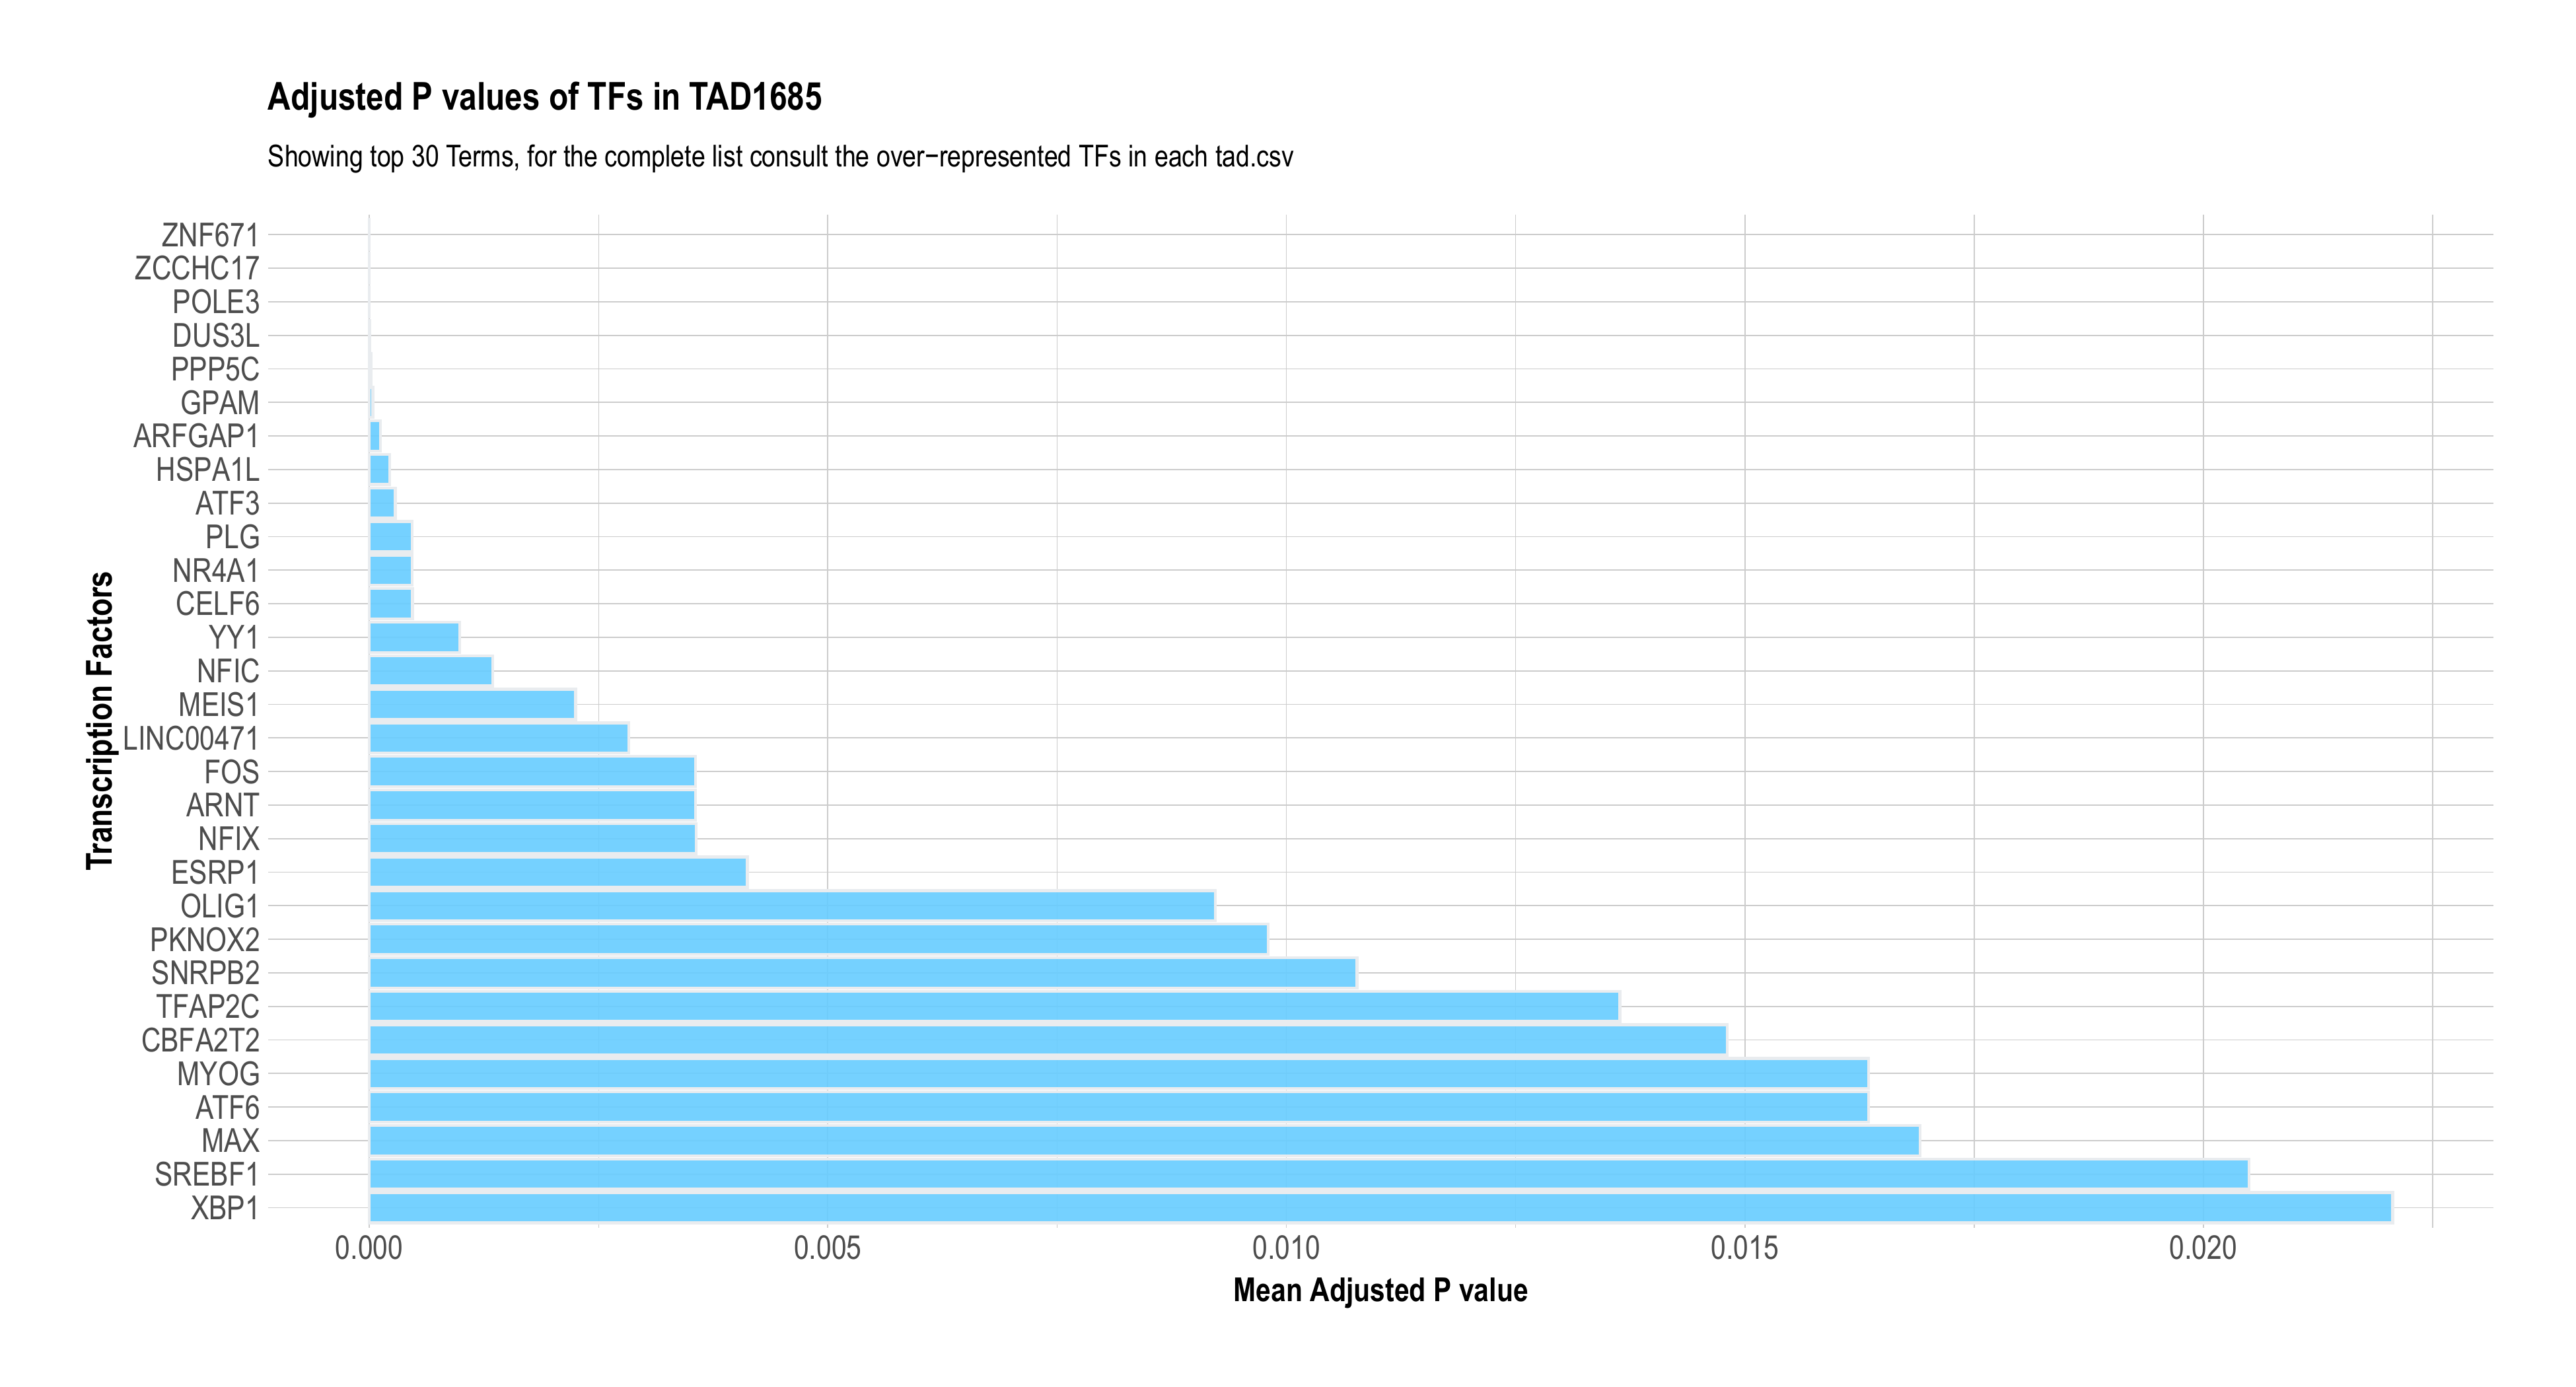 Adjusted P values of TFs in TAD1685
Showing top 30 Terms, for the complete list consult the over−represented TFs in each tad.csv
Transcription Factors
ZNF671
ZCCHC17
POLE3
DUS3L
PPP5C
GPAM
ARFGAP1
HSPA1L
ATF3
PLG
NR4A1
CELF6
YY1
NFIC
MEIS1
LINC00471
FOS
ARNT
NFIX
ESRP1
OLIG1
PKNOX2
SNRPB2
TFAP2C
CBFA2T2
MYOG
ATF6
MAX
SREBF1
XBP1
0.000 0.005 0.010 0.015 0.020
Mean Adjusted P value